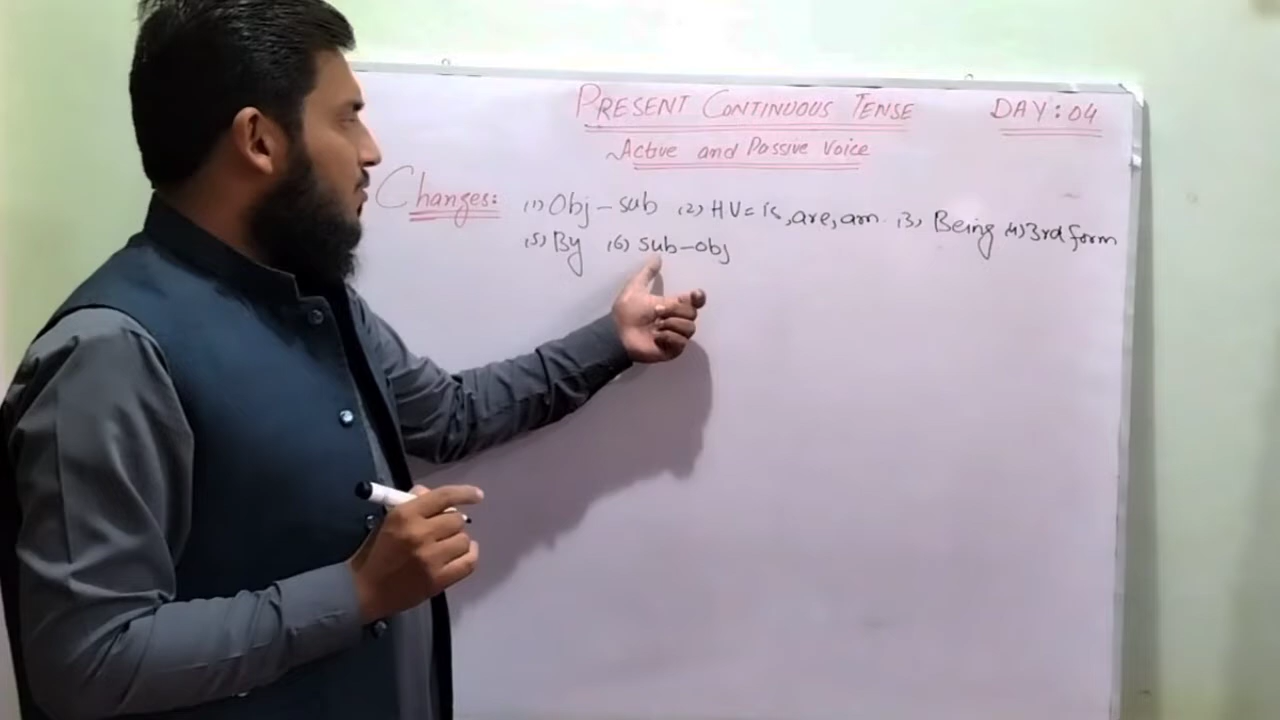 PRESENT CONTINUOUS TENSE DAY: 04
Active and Passive Voice
Changes: (1) Obj - sub (2) HV = is, are, am. (3) Being (4) 3rd form
(5) By (6) sub - obj